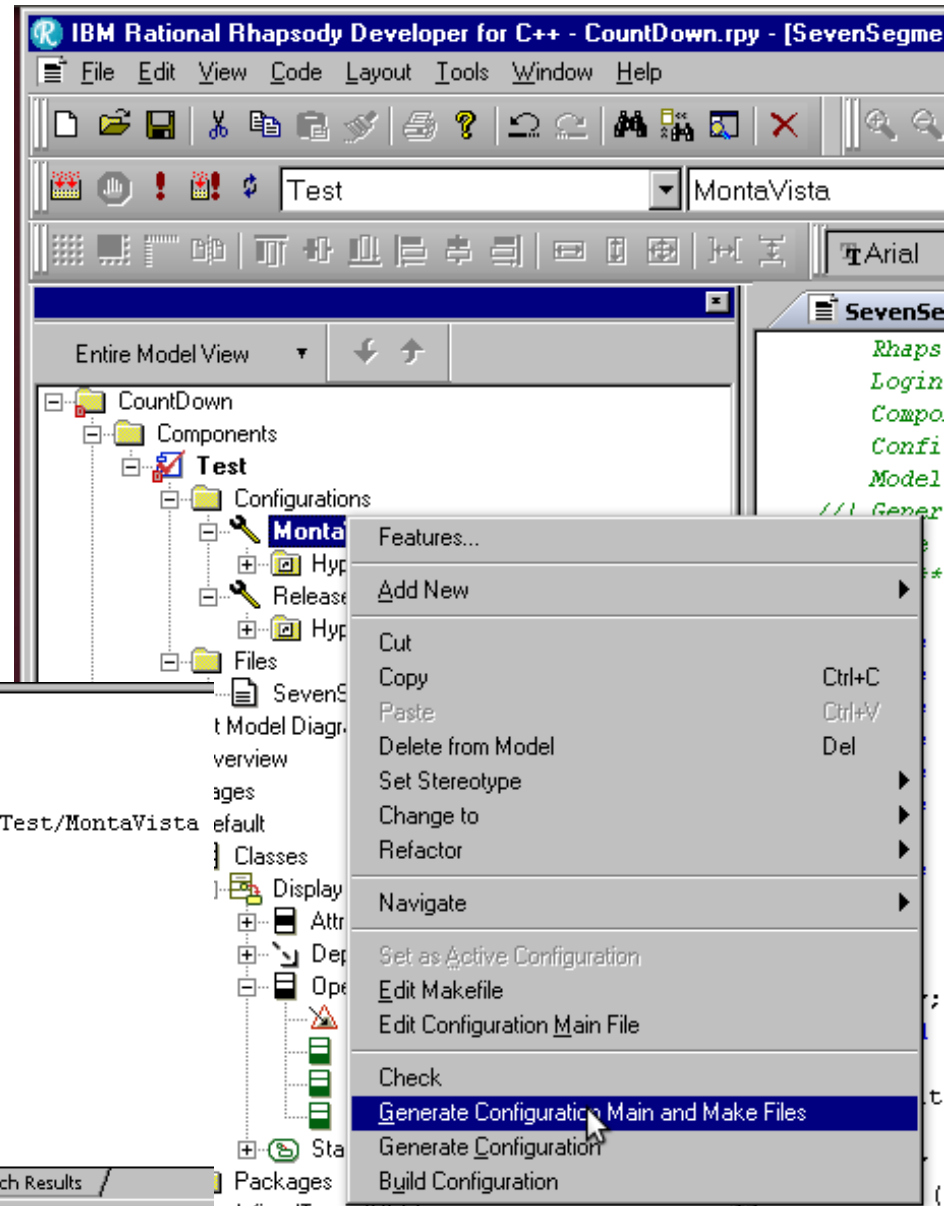 IBM Rational Rhapsody Developer for C++ - CountDown.rpy - [SevenSegme
File Edit View Code Layout Tools Window Help
Test MontaVista
Arial
SevenSe
Entire Model View
Rhaps
Login
Compo
Confi
Model
//! Gener
CountDown
Components
Test
Configurations
Monta
Hyp
Release
Hyp
Files
SevenS
t Model Diagr
verview
ages
efault
Classes
Display
Attr
Dep
Ope
Sta
Packages
Test/MontaVista
ch Results
Features...
Add New
Cut
Copy Ctrl+C
Paste Ctrl+V
Delete from Model Del
Set Stereotype
Change to
Refactor
Navigate
Set as Active Configuration
Edit Makefile
Edit Configuration Main File
Check
Generate Configuration Main and Make Files
Generate Configuration
Build Configuration